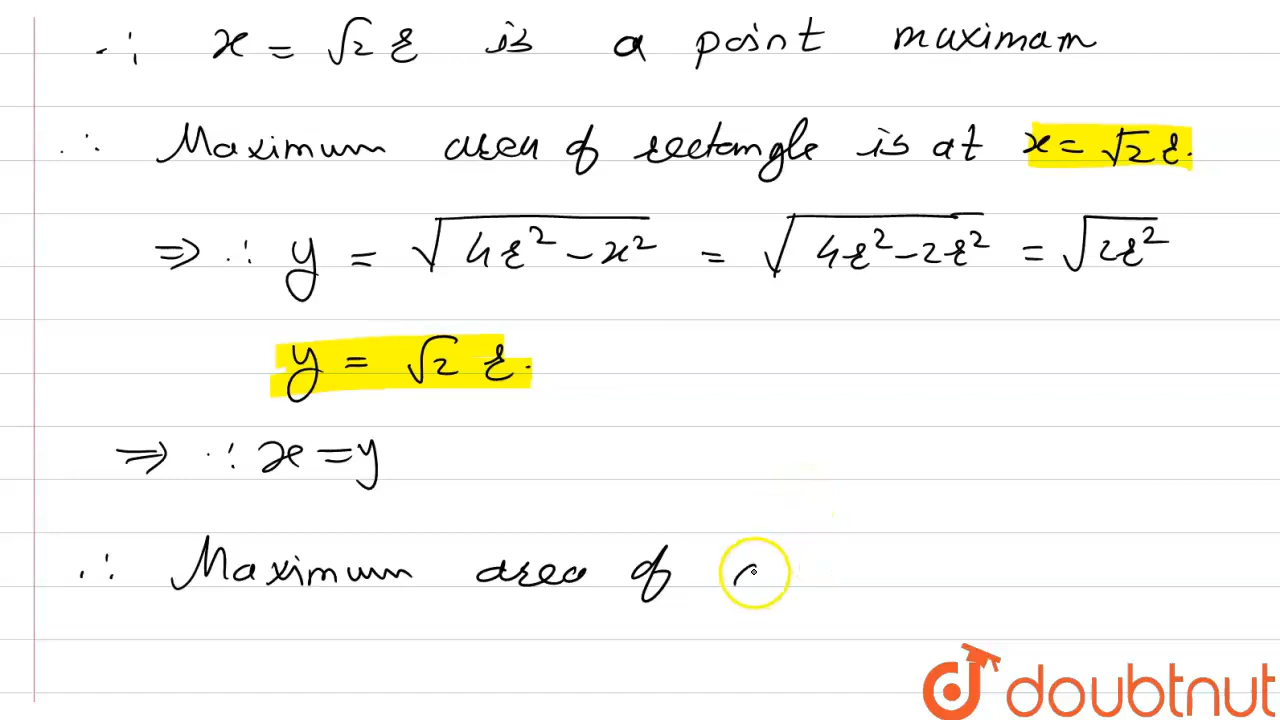 ∴ x = √2 r is a point maximam
∴ Maximum area of rectangle is at x = √2 r.
⇒ ∴ y = √(4r² - x²) = √(4r² - 2r²) = √(2r²)
y = √2 r.
⇒ ∴ x = y
∴ Maximum area of
doubtnut